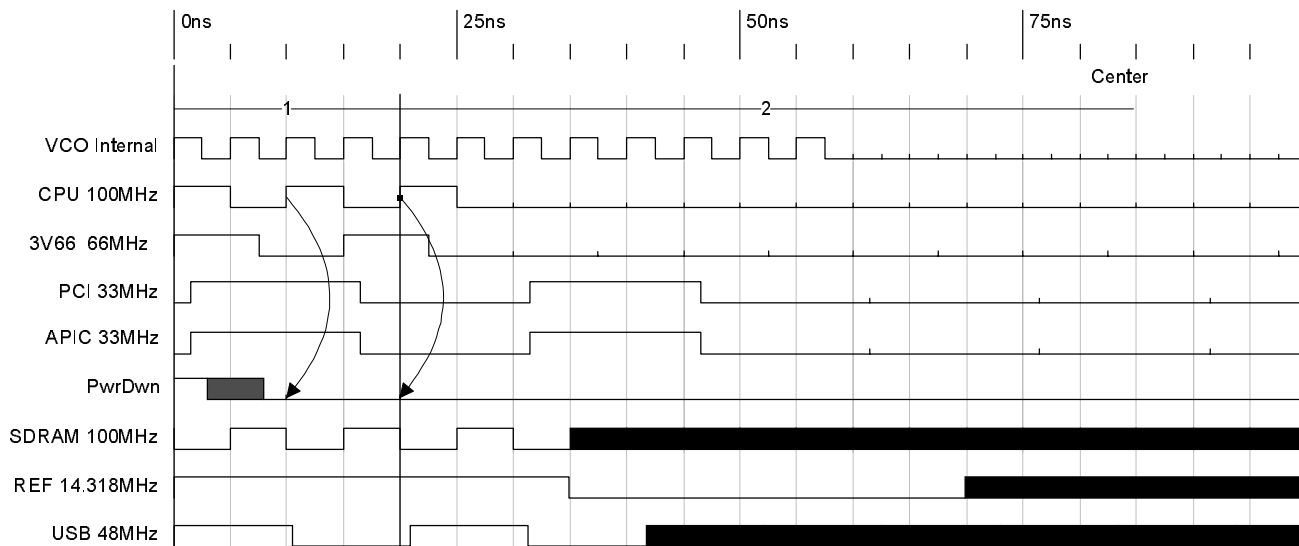 0ns 25ns 50ns 75ns
Center
1 2
VCO Internal
CPU 100MHz
3V66 66MHz
PCI 33MHz
APIC 33MHz
PwrDwn
SDRAM 100MHz
REF 14.318MHz
USB 48MHz